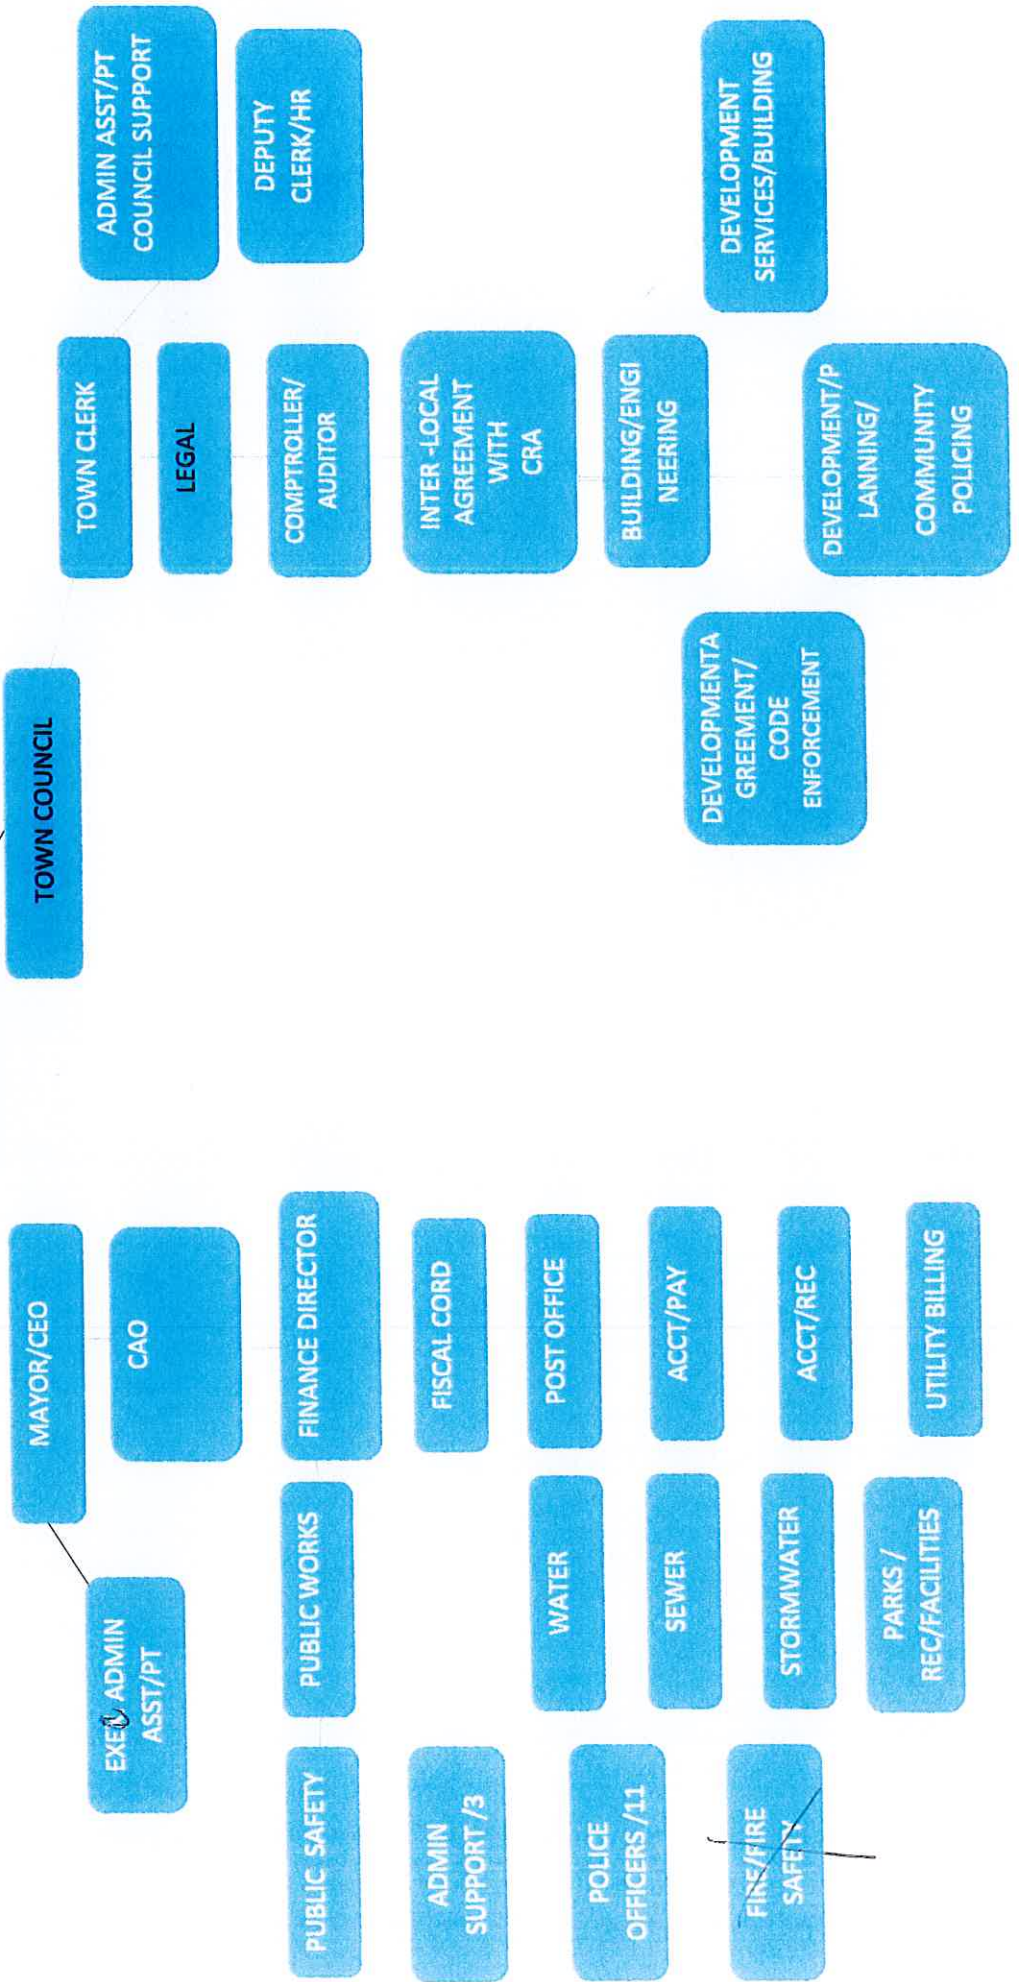 MAYOR/CEO
TOWN COUNCIL
EXEC ADMIN
ASST/PT
CAO
TOWN CLERK
ADMIN ASST/PT
COUNCIL SUPPORT
LEGAL
DEPUTY
CLERK/HR
PUBLIC SAFETY
PUBLIC WORKS
FINANCE DIRECTOR
COMPTROLLER/
AUDITOR
ADMIN
SUPPORT /3
FISCAL CORD
INTER -LOCAL
AGREEMENT
WITH
CRA
POLICE
OFFICERS /11
WATER
POST OFFICE
BUILDING/ENGI
NEERING
FIRE/FIRE
SAFETY
SEWER
ACCT/PAY
DEVELOPMENTA
GREEMENT/
CODE
ENFORCEMENT
DEVELOPMENT
SERVICES/BUILDING
STORMWATER
ACCT/REC
DEVELOPMENT/P
LANNING/
COMMUNITY
POLICING
PARKS /
REC/FACILITIES
UTILITY BILLING